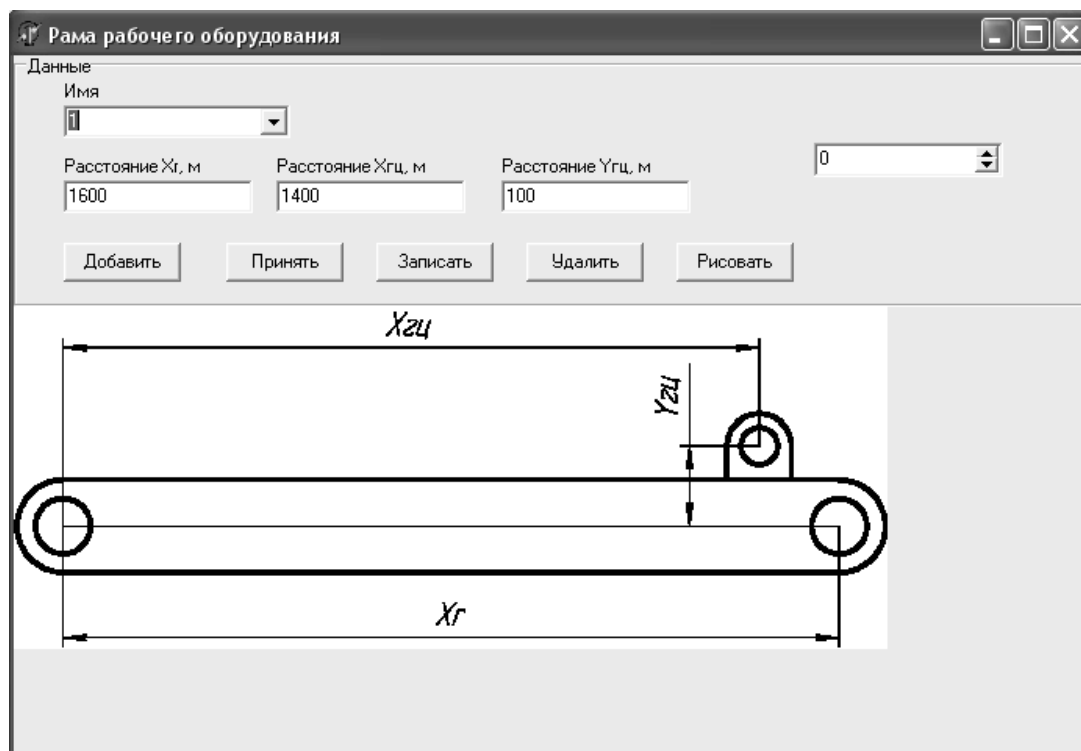 Рама рабочего оборудования
Данные
Имя
1
Расстояние Xг, м Расстояние Xгц, м Расстояние Yгц, м
0
1600 1400 100
Добавить Принять Записать Удалить Рисовать
Xгц
Yгц
Xг